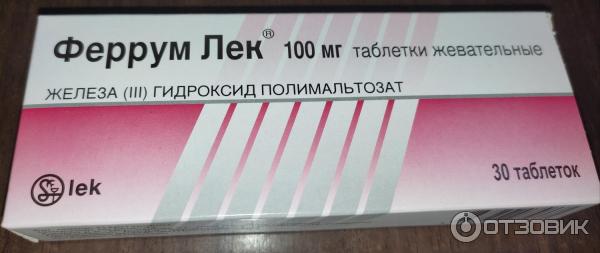 Феррум Лек® 100 мг таблетки жевательные
ЖЕЛЕЗА (III) ГИДРОКСИД ПОЛИМАЛЬТОЗАТ
lek
30 таблеток
ОТЗОВИК